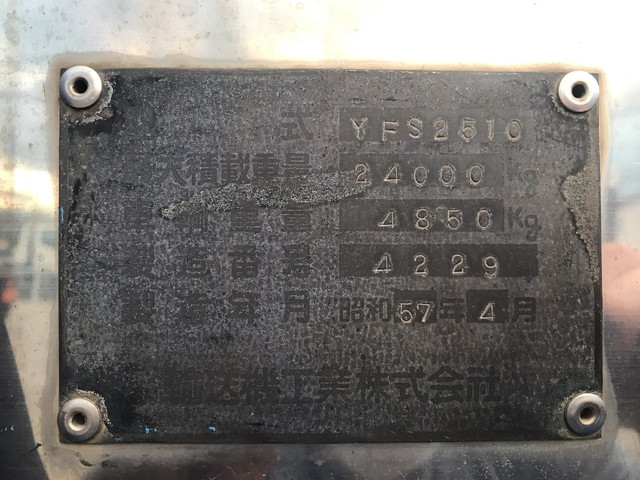 式 YFS2510
大積載重量 24000 Kg
車両重量 4850 Kg
製造番号 4229
製造年月 昭和57年4月
輸送機工業株式会社